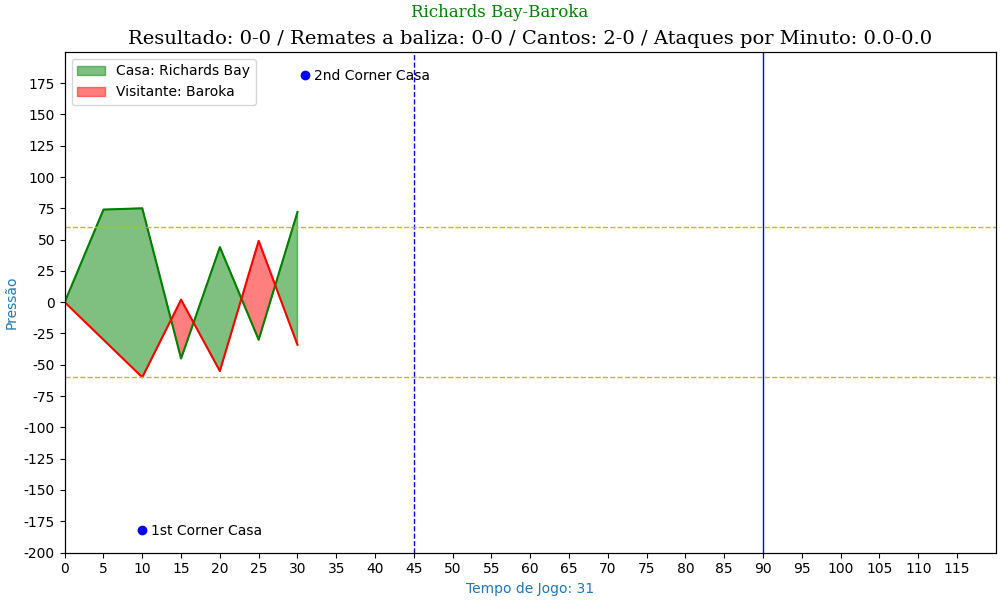 Richards Bay-Baroka
Resultado: 0-0 / Remates a baliza: 0-0 / Cantos: 2-0 / Ataques por Minuto: 0.0-0.0
Casa: Richards Bay
Visitante: Baroka
2nd Corner Casa
1st Corner Casa
Pressão
175
150
125
100
75
50
25
0
-25
-50
-75
-100
-125
-150
-175
-200
0 5 10 15 20 25 30 35 40 45 50 55 60 65 70 75 80 85 90 95 100 105 110 115
Tempo de Jogo: 31